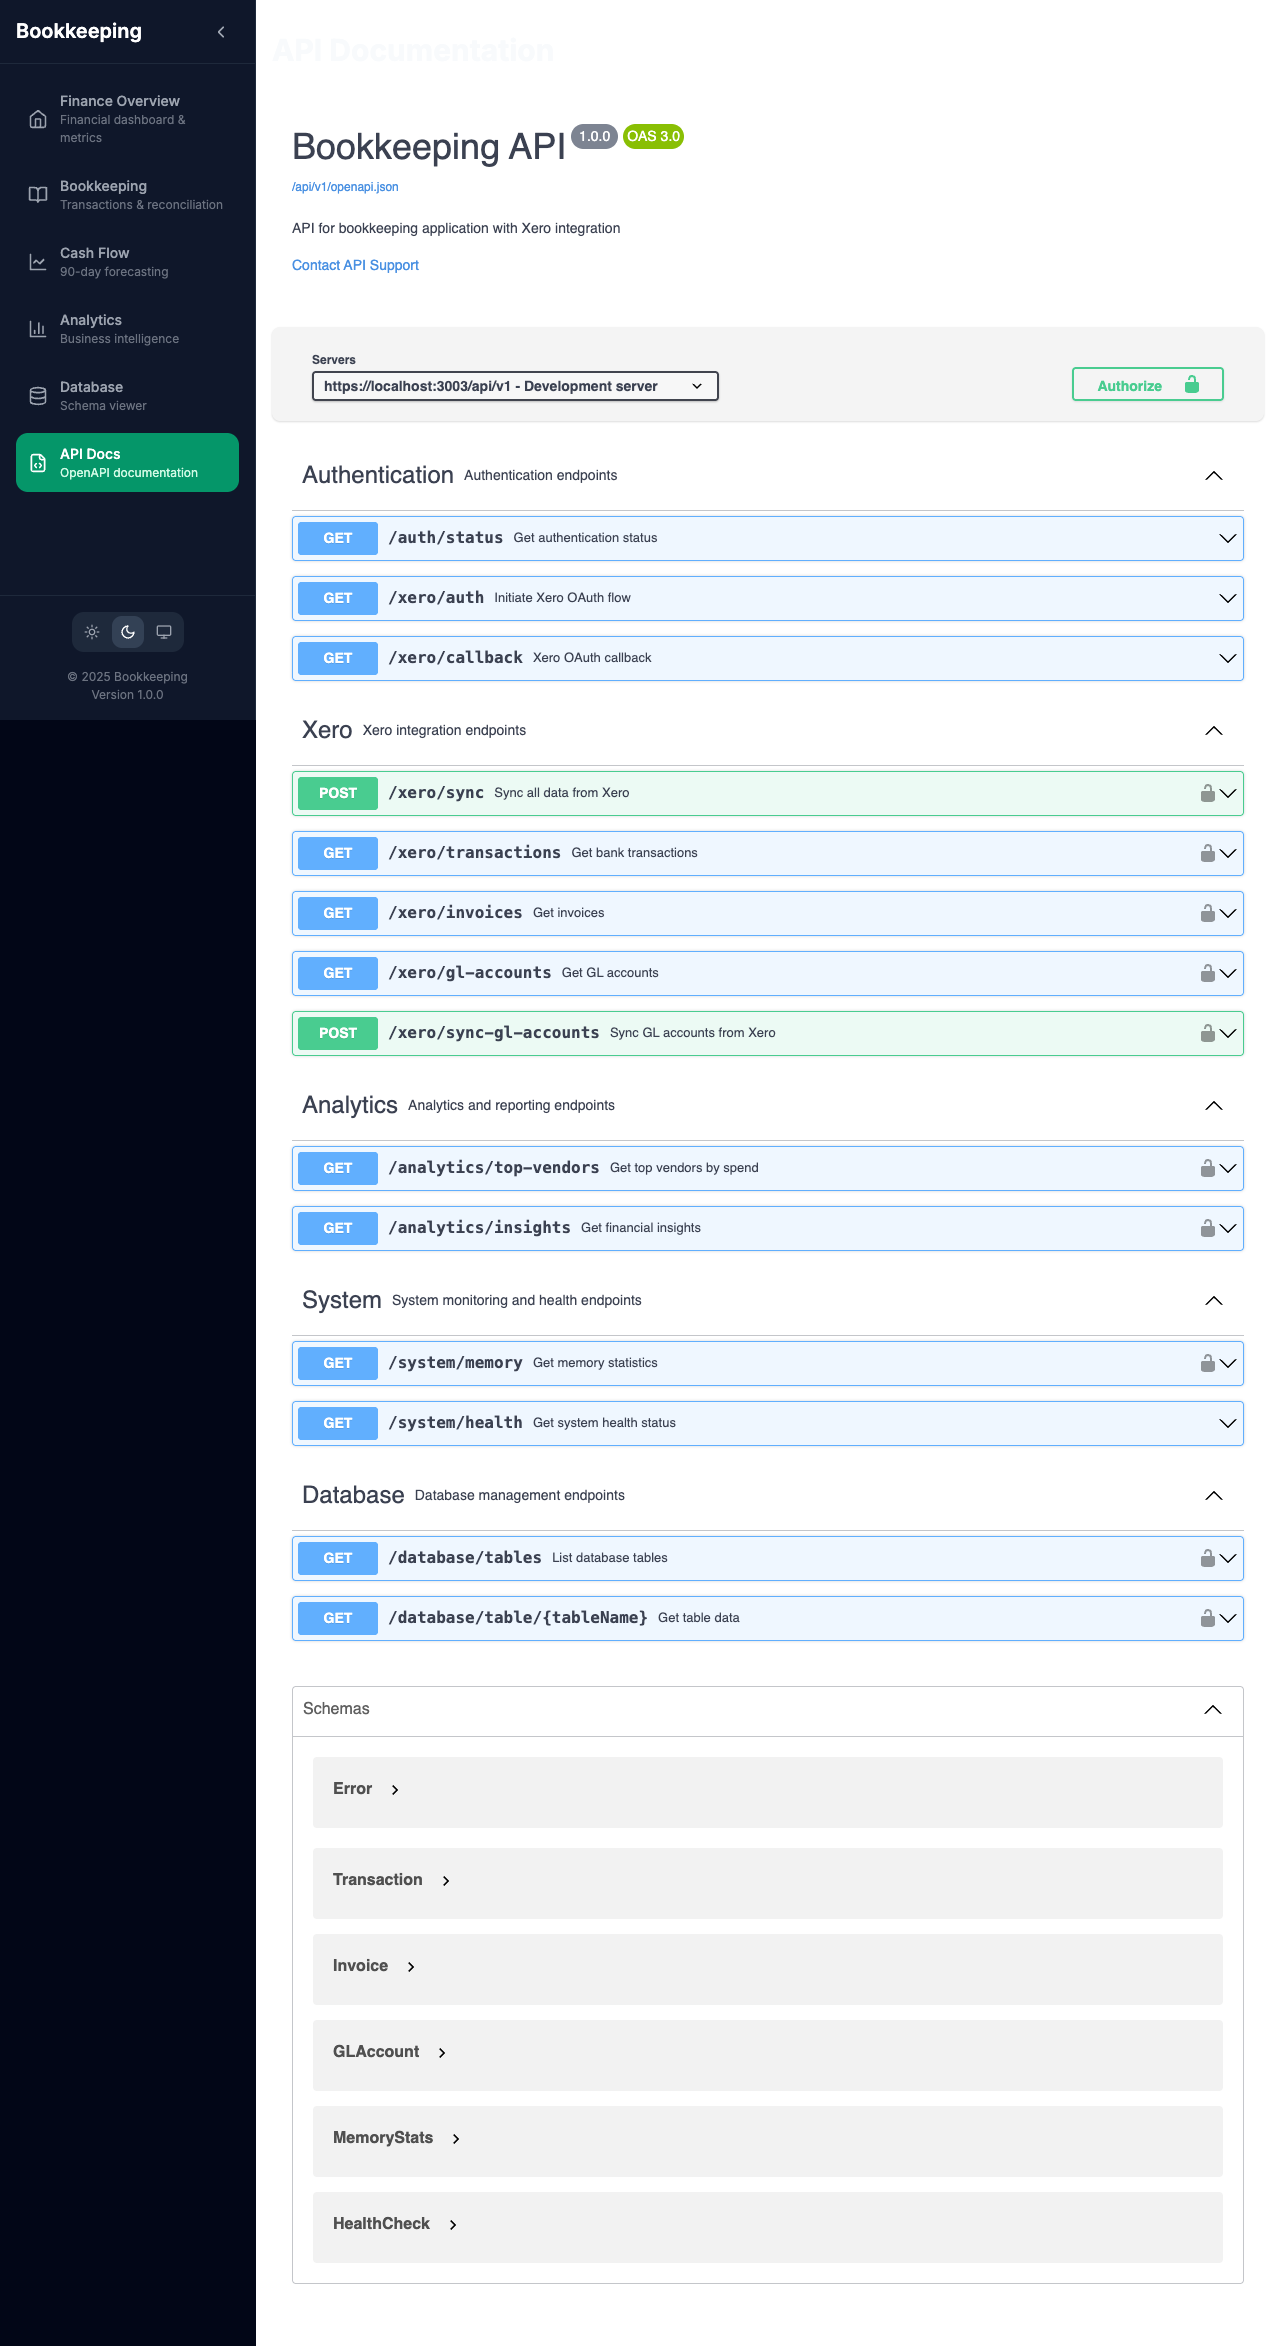 Bookkeeping
Finance Overview
Financial dashboard &
metrics
Bookkeeping
Transactions & reconciliation
Cash Flow
90-day forecasting
Analytics
Business intelligence
Database
Schema viewer
API Docs
OpenAPI documentation
© 2025 Bookkeeping
Version 1.0.0
API Documentation
Bookkeeping API 1.0.0 OAS 3.0
/api/v1/openapi.json
API for bookkeeping application with Xero integration
Contact API Support
Servers
https://localhost:3003/api/v1 - Development server
Authorize
Authentication Authentication endpoints
GET /auth/status Get authentication status
GET /xero/auth Initiate Xero OAuth flow
GET /xero/callback Xero OAuth callback
Xero Xero integration endpoints
POST /xero/sync Sync all data from Xero
GET /xero/transactions Get bank transactions
GET /xero/invoices Get invoices
GET /xero/gl-accounts Get GL accounts
POST /xero/sync-gl-accounts Sync GL accounts from Xero
Analytics Analytics and reporting endpoints
GET /analytics/top-vendors Get top vendors by spend
GET /analytics/insights Get financial insights
System System monitoring and health endpoints
GET /system/memory Get memory statistics
GET /system/health Get system health status
Database Database management endpoints
GET /database/tables List database tables
GET /database/table/{tableName} Get table data
Schemas
Error
Transaction
Invoice
GLAccount
MemoryStats
HealthCheck